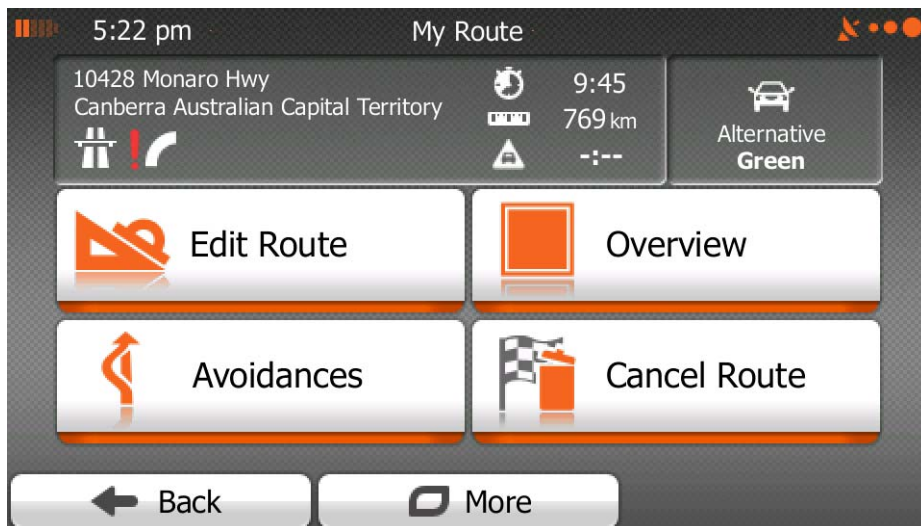 5:22 pm
My Route
10428 Monaro Hwy
Canberra Australian Capital Territory
9:45
769 km
-:--
Alternative
Green
Edit Route
Overview
Avoidances
Cancel Route
Back
More